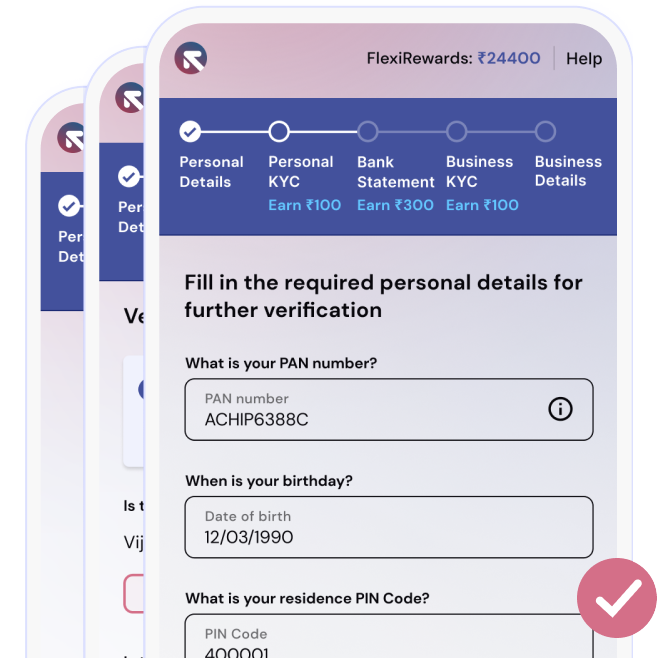 FlexiRewards: ₹24400 Help
Personal Details
Personal KYC
Earn ₹100
Bank Statement
Earn ₹300
Business KYC
Earn ₹100
Business Details
Fill in the required personal details for
further verification
What is your PAN number?
PAN number
ACHIP6388C
When is your birthday?
Date of birth
12/03/1990
What is your residence PIN Code?
PIN Code
400001
Per
Det
Ve
Is t
Vij
Per
Det